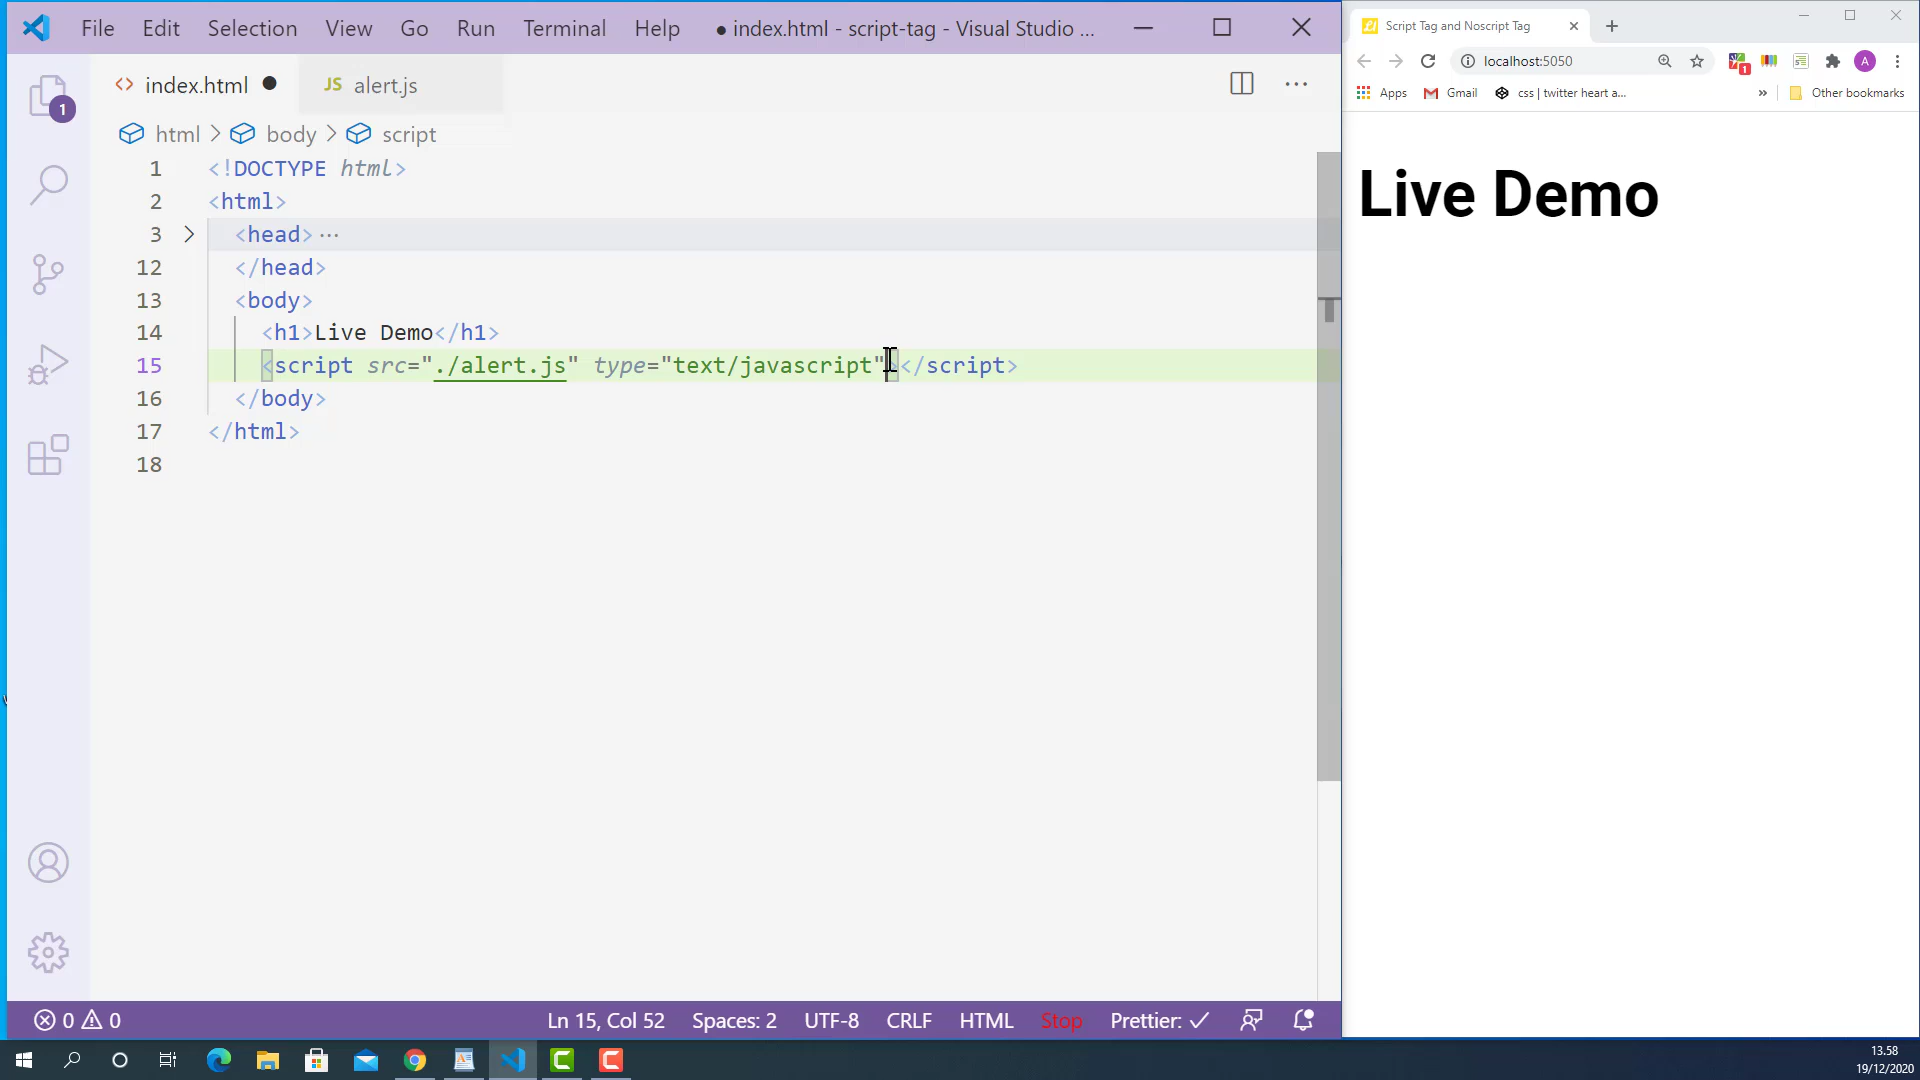 File Edit Selection View Go Run Terminal Help ● index.html - script-tag - Visual Studio ...
1
<> index.html ● JS alert.js
html > body > script
1 <!DOCTYPE html>
2 <html>
3 <head> ...
12 </head>
13 <body>
14 <h1>Live Demo</h1>
15 <script src="./alert.js" type="text/javascript"></script>
16 </body>
17 </html>
18
0 0 Ln 15, Col 52 Spaces: 2 UTF-8 CRLF HTML Stop Prettier: ✓
Script Tag and Noscript Tag
localhost:5050 1 A
Apps Gmail css | twitter heart a... » Other bookmarks
Live Demo
13.58
19/12/2020